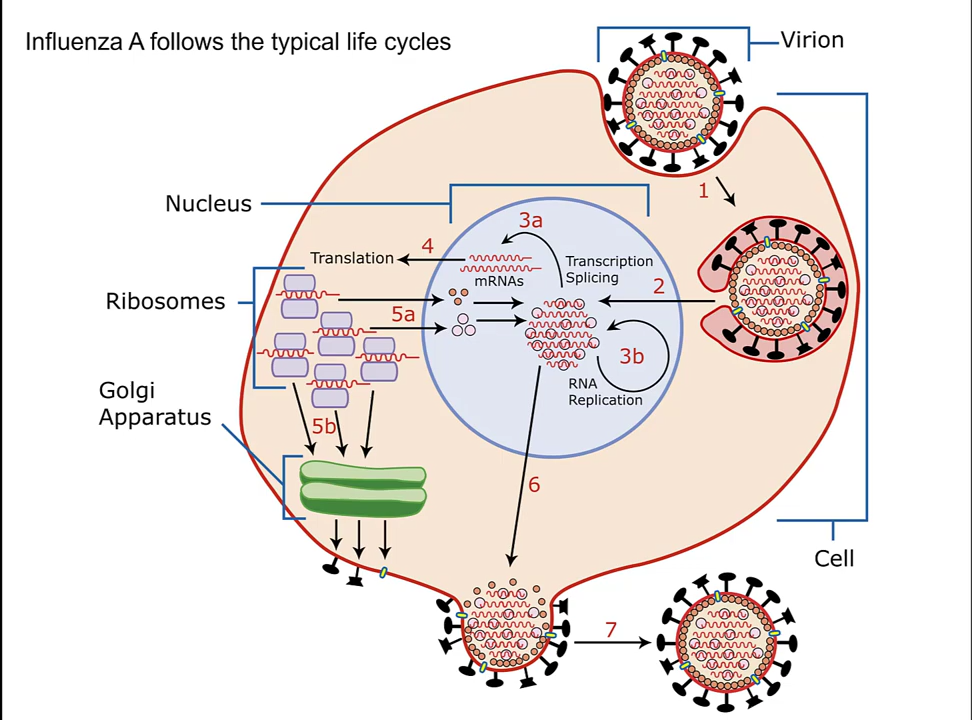 Influenza A follows the typical life cycles
Virion
1
Nucleus
3a
4
Translation
mRNAs
Transcription
Splicing
2
Ribosomes
5a
3b
RNA
Replication
Golgi
Apparatus
5b
6
Cell
7